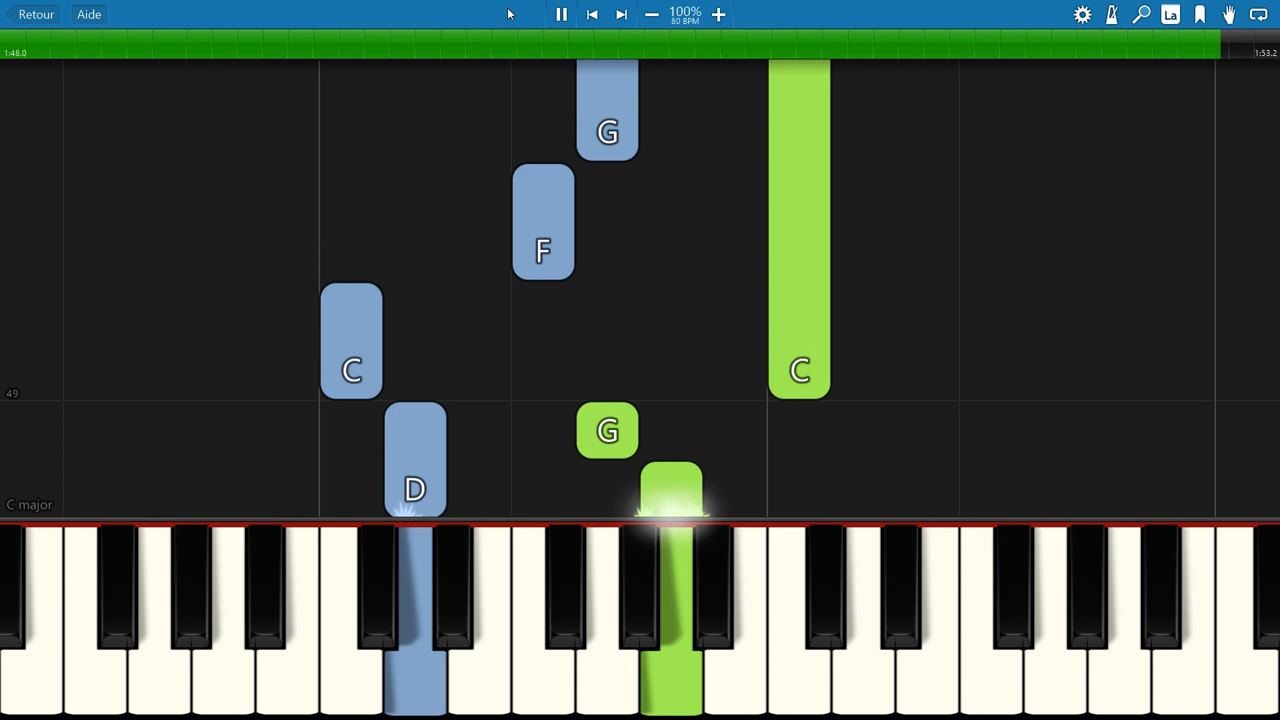 Retour Aide 100% La
80 BPM
1:48.0 1:53.2
G
F
C C
49
G
D
C major